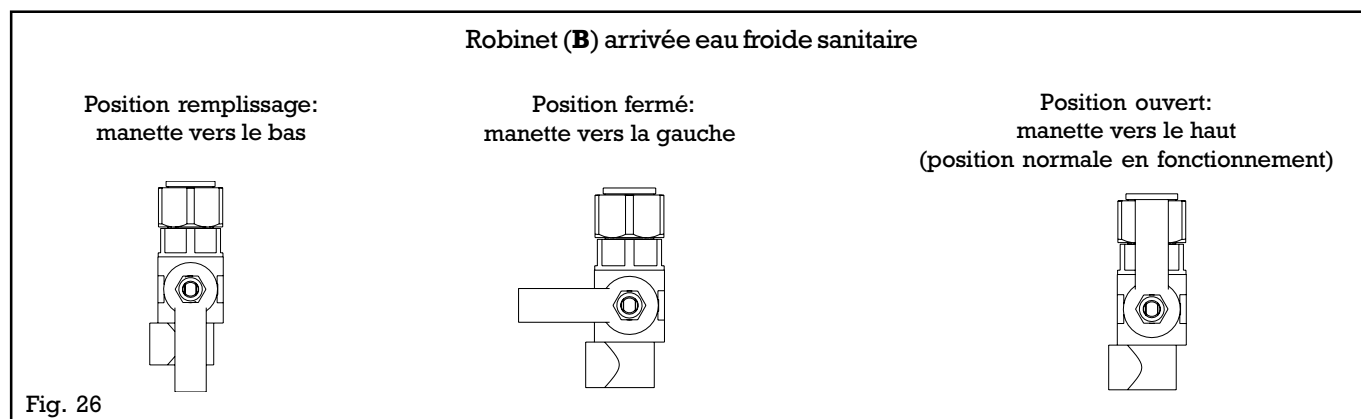 Robinet (B) arrivée eau froide sanitaire
Position remplissage:
manette vers le bas
Position fermé:
manette vers la gauche
Position ouvert:
manette vers le haut
(position normale en fonctionnement)
Fig. 26